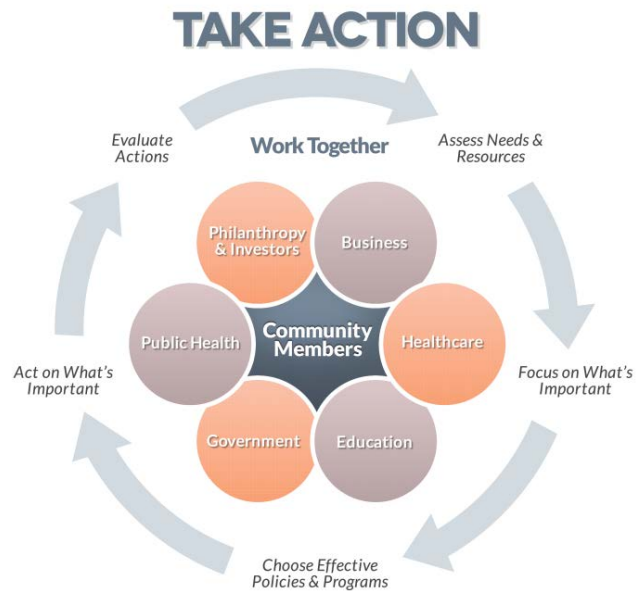 TAKE ACTION
Evaluate
Actions
Work Together
Assess Needs &
Resources
Philanthropy
& Investors
Business
Public Health
Community
Members
Healthcare
Act on What's
Important
Focus on What's
Important
Government
Education
Choose Effective
Policies & Programs